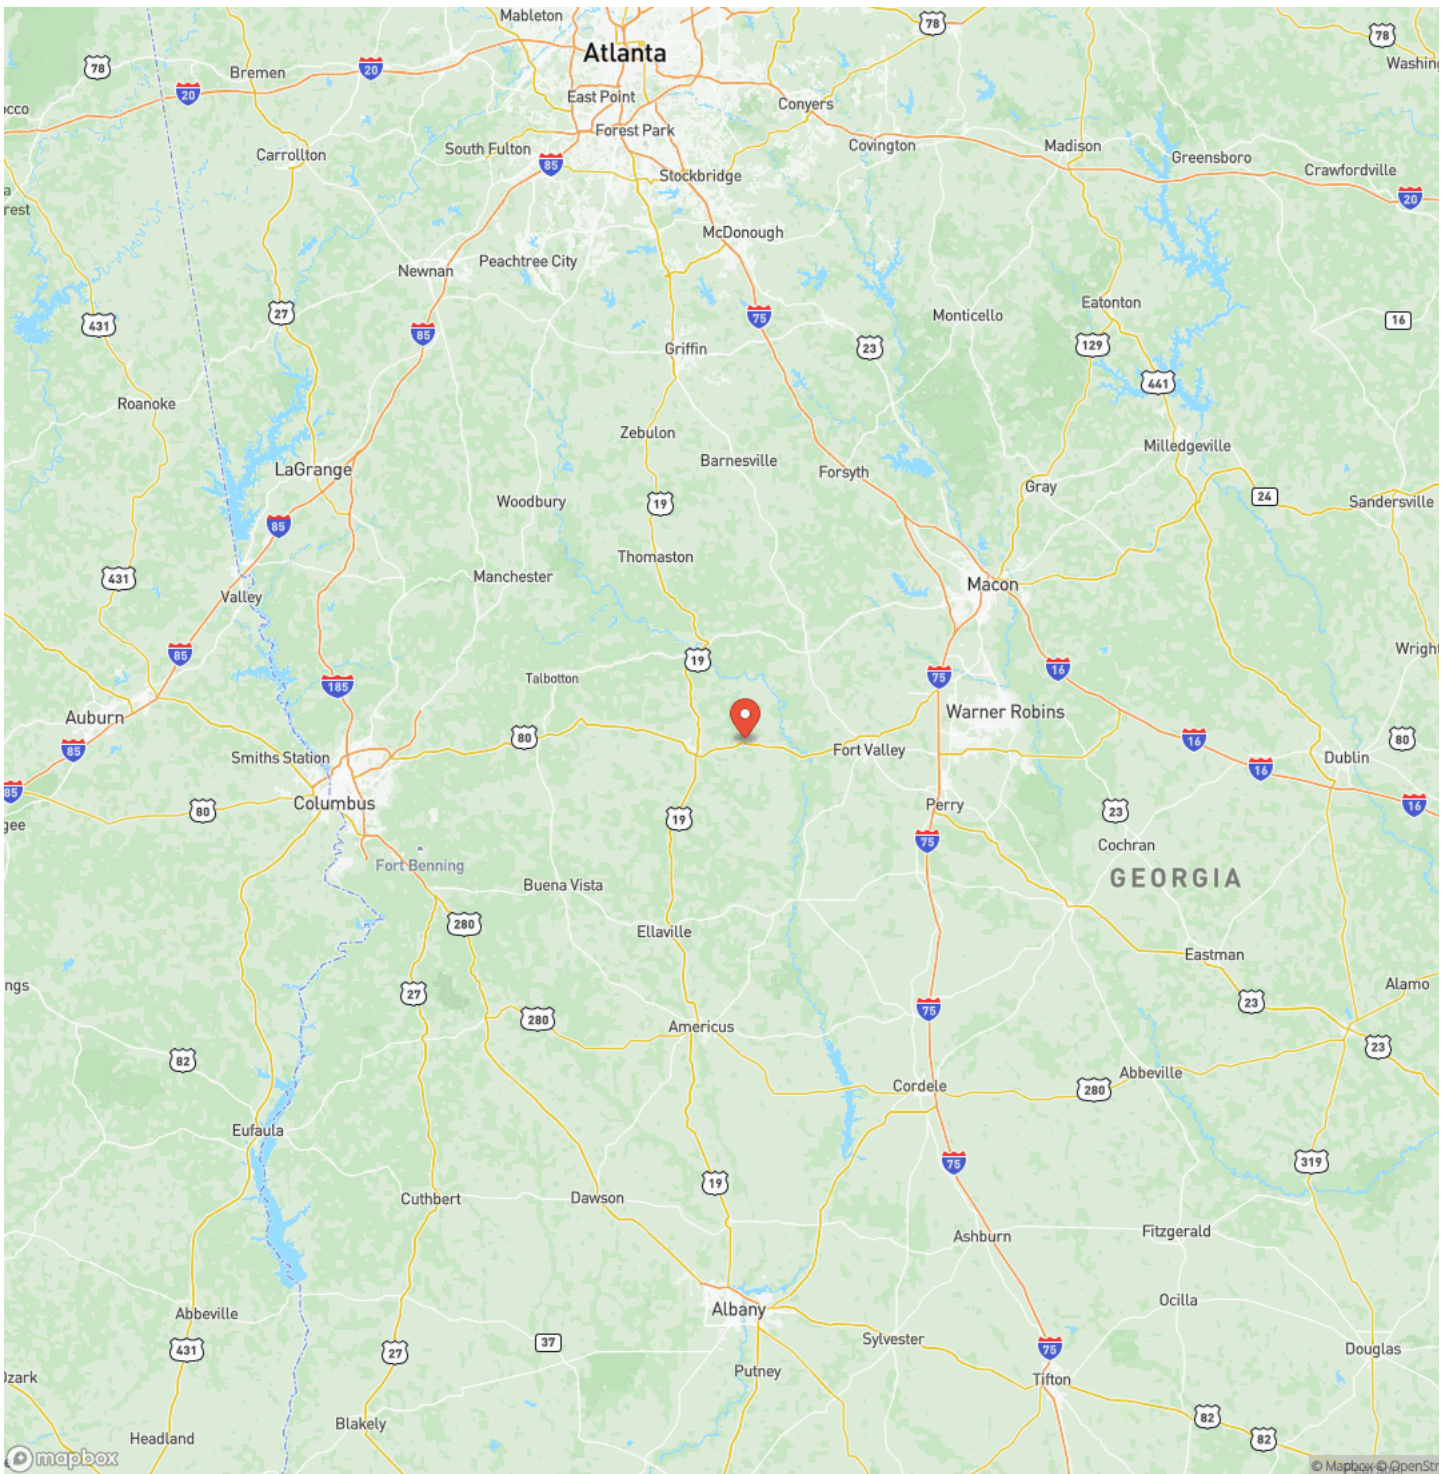 Mableton
78
78
Atlanta
Washing
78
Bremen
20
20
East Point
Conyers
occo
Forest Park
Carrollton
South Fulton
85
Covington
Madison
Greensboro
Stockbridge
Crawfordville
a
20
rest
McDonough
Peachtree City
Newnan
27
75
Eatonton
Monticello
431
85
16
23
129
Griffin
441
Roanoke
Zebulon
Milledgeville
LaGrange
Barnesville
Forsyth
Gray
Woodbury
19
24
Sandersville
85
Thomaston
431
Manchester
Macon
Valley
85
19
Wright
Talbotton
185
75
16
Auburn
Warner Robins
80
85
Smiths Station
Fort Valley
16
80
Dublin
16
85
Columbus
80
Perry
16
gee
19
23
75
Cochran
Fort Benning
GEORGIA
Buena Vista
280
Ellaville
Eastman
ngs
27
Alamo
23
75
280
Americus
23
82
Abbeville
Cordele
280
Eufaula
75
319
19
Cuthbert
Dawson
Fitzgerald
Ashburn
Ocilla
Abbeville
Albany
37
Sylvester
431
27
75
Douglas
Putney
Ozark
Tifton
82
Blakely
Headland
82
mapbox
© Mapbox © OpenStr